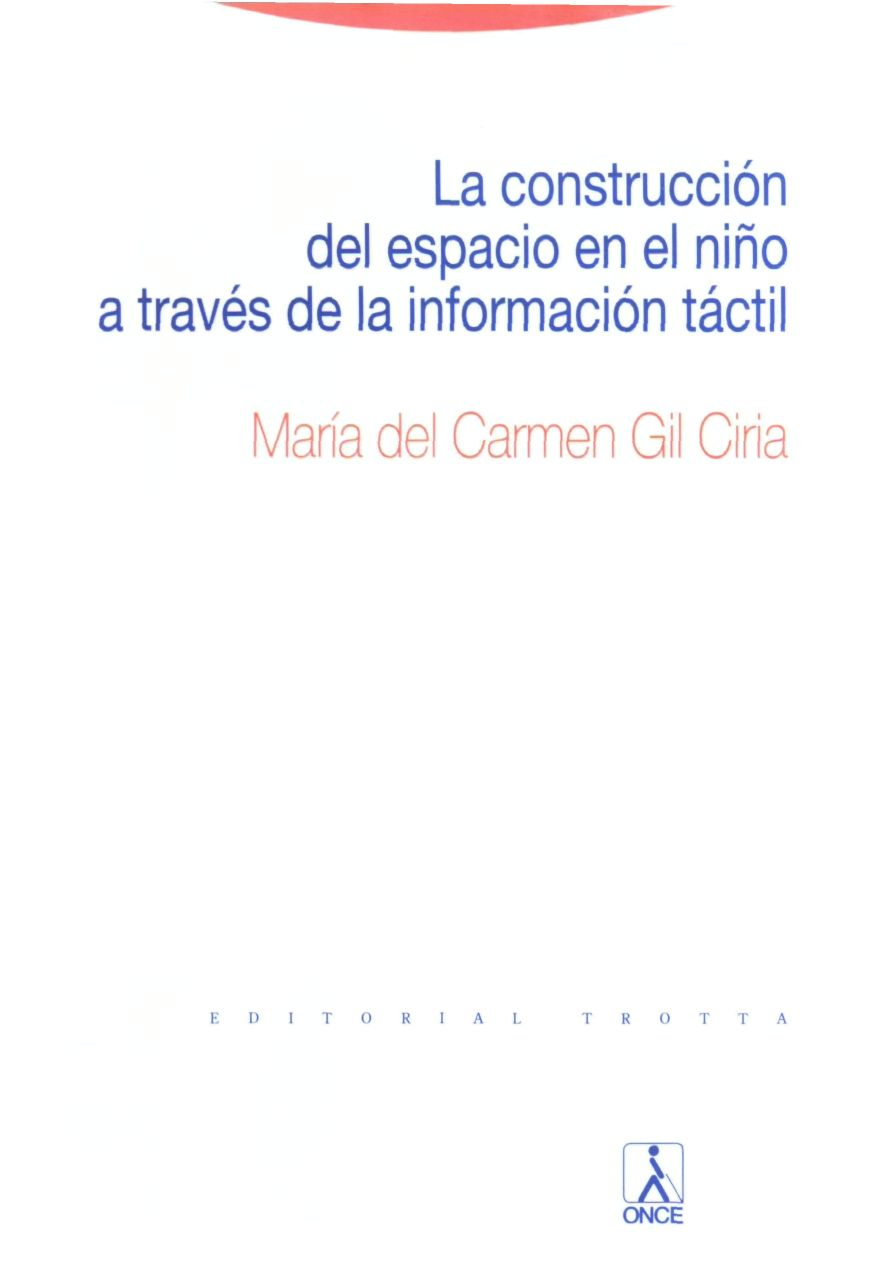 La construcción
del espacio en el niño
a través de la información táctil
María del Carmen Gil Ciria
EDITORIAL TROTTA
ONCE